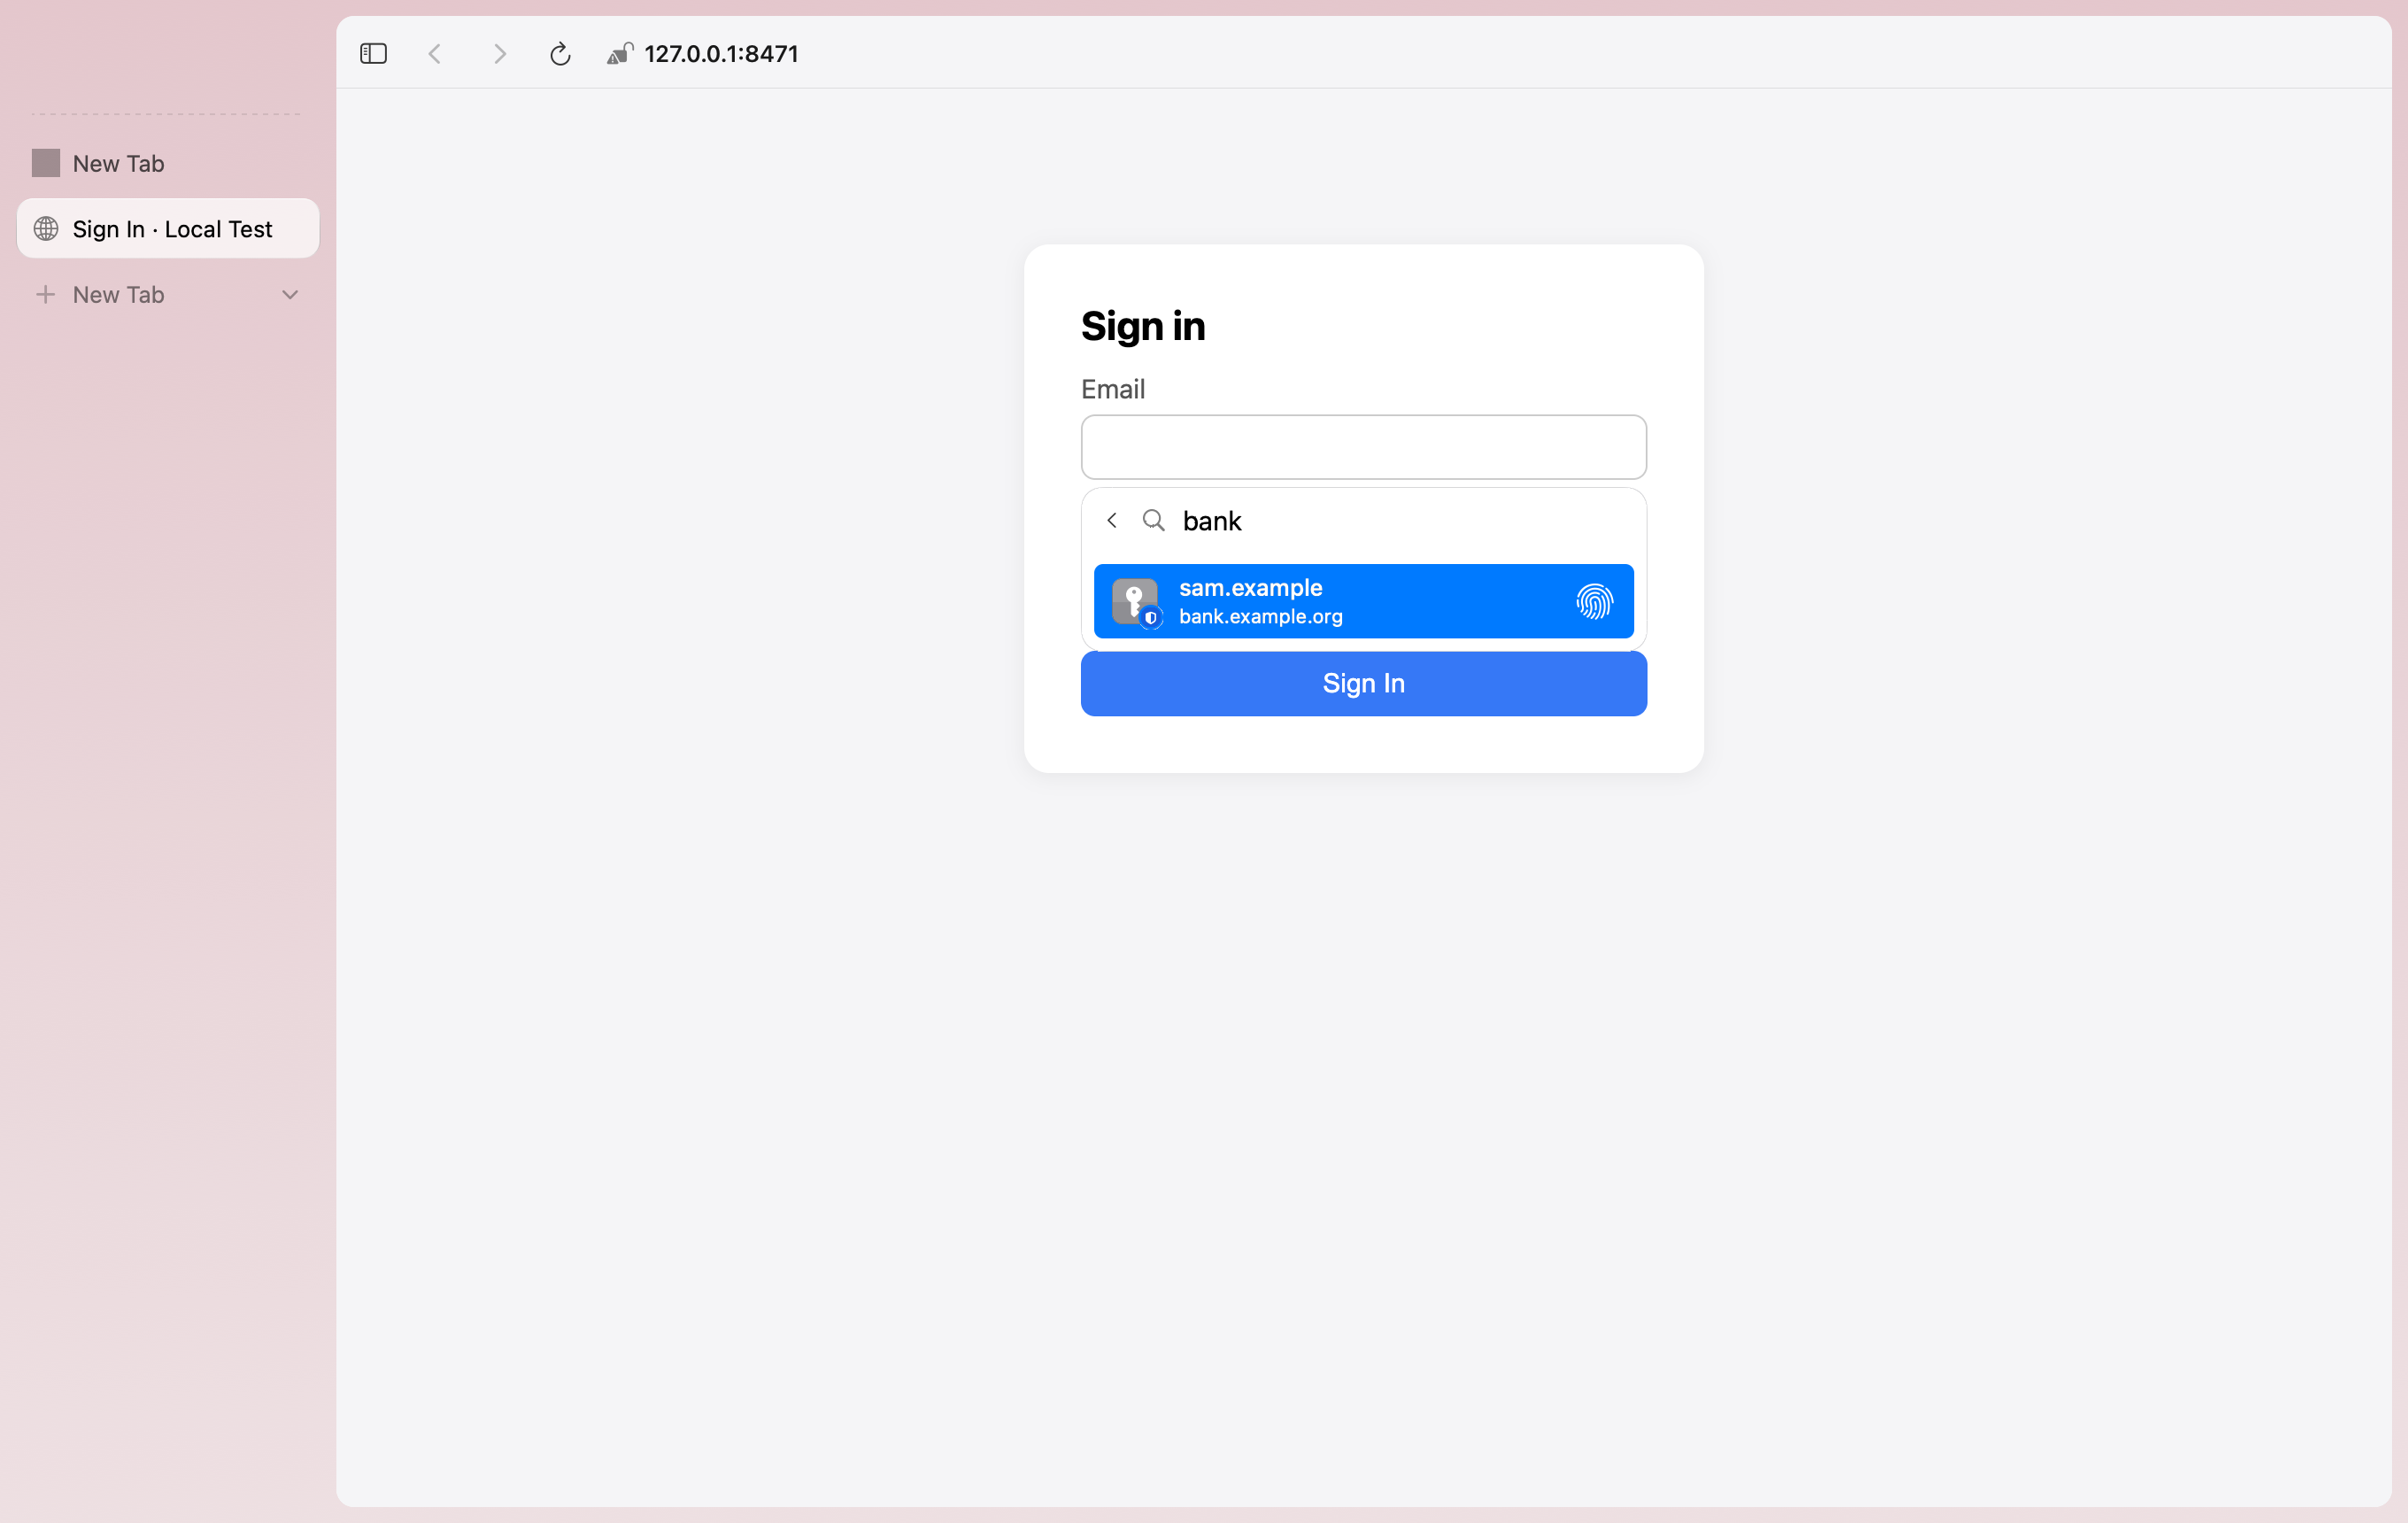 127.0.0.1:8471
New Tab
Sign In · Local Test
New Tab
Sign in
Email
bank
sam.example
bank.example.org
Sign In